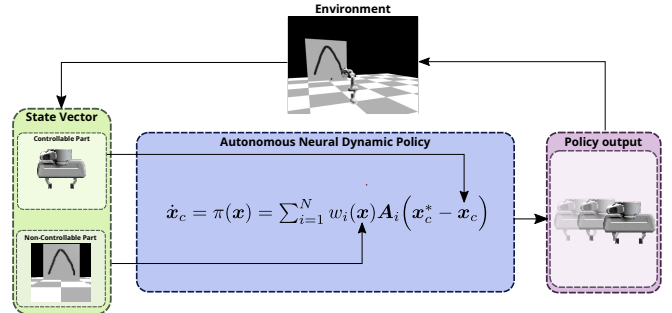 Environment
State Vector
Controllable Part
Non-Controllable Part
Autonomous Neural Dynamic Policy
ẋ_c = π(x) = ∑_{i=1}^{N} w_i(x)A_i(x_c^* − x_c)
Policy output